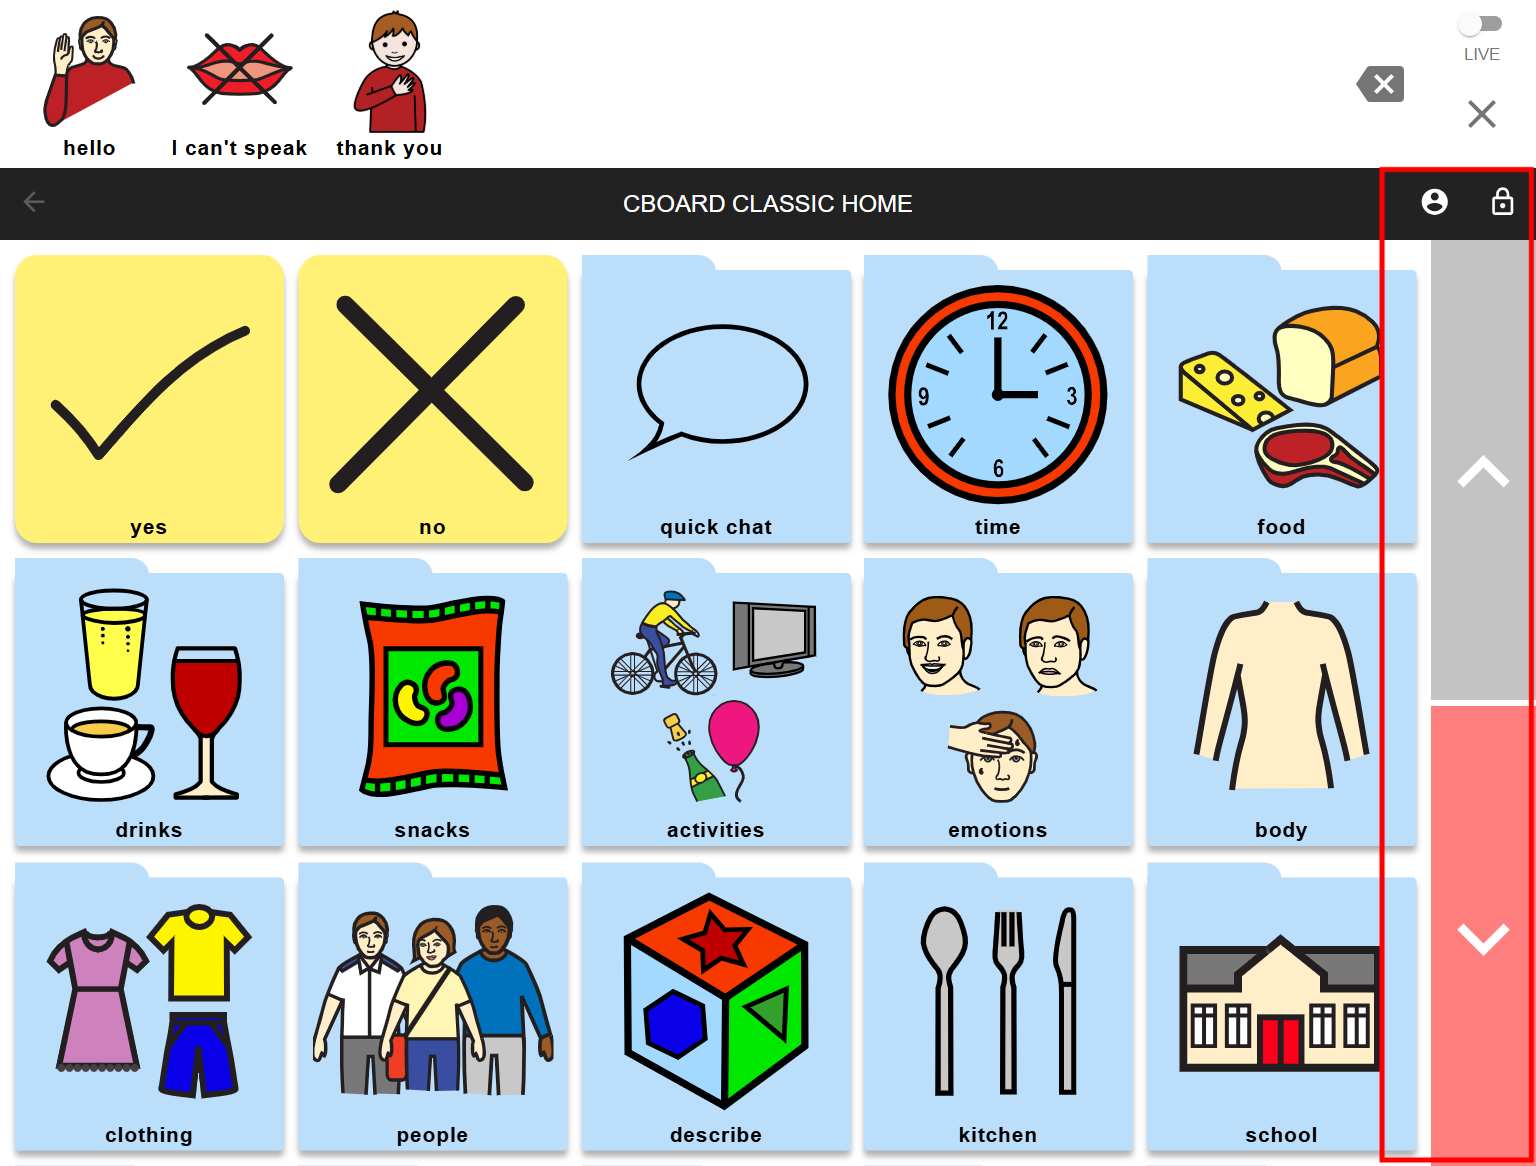 LIVE
hello
I can't speak
thank you
CBOARD CLASSIC HOME
yes
no
quick chat
12
9
3
6
time
food
drinks
snacks
activities
emotions
body
clothing
people
describe
kitchen
school